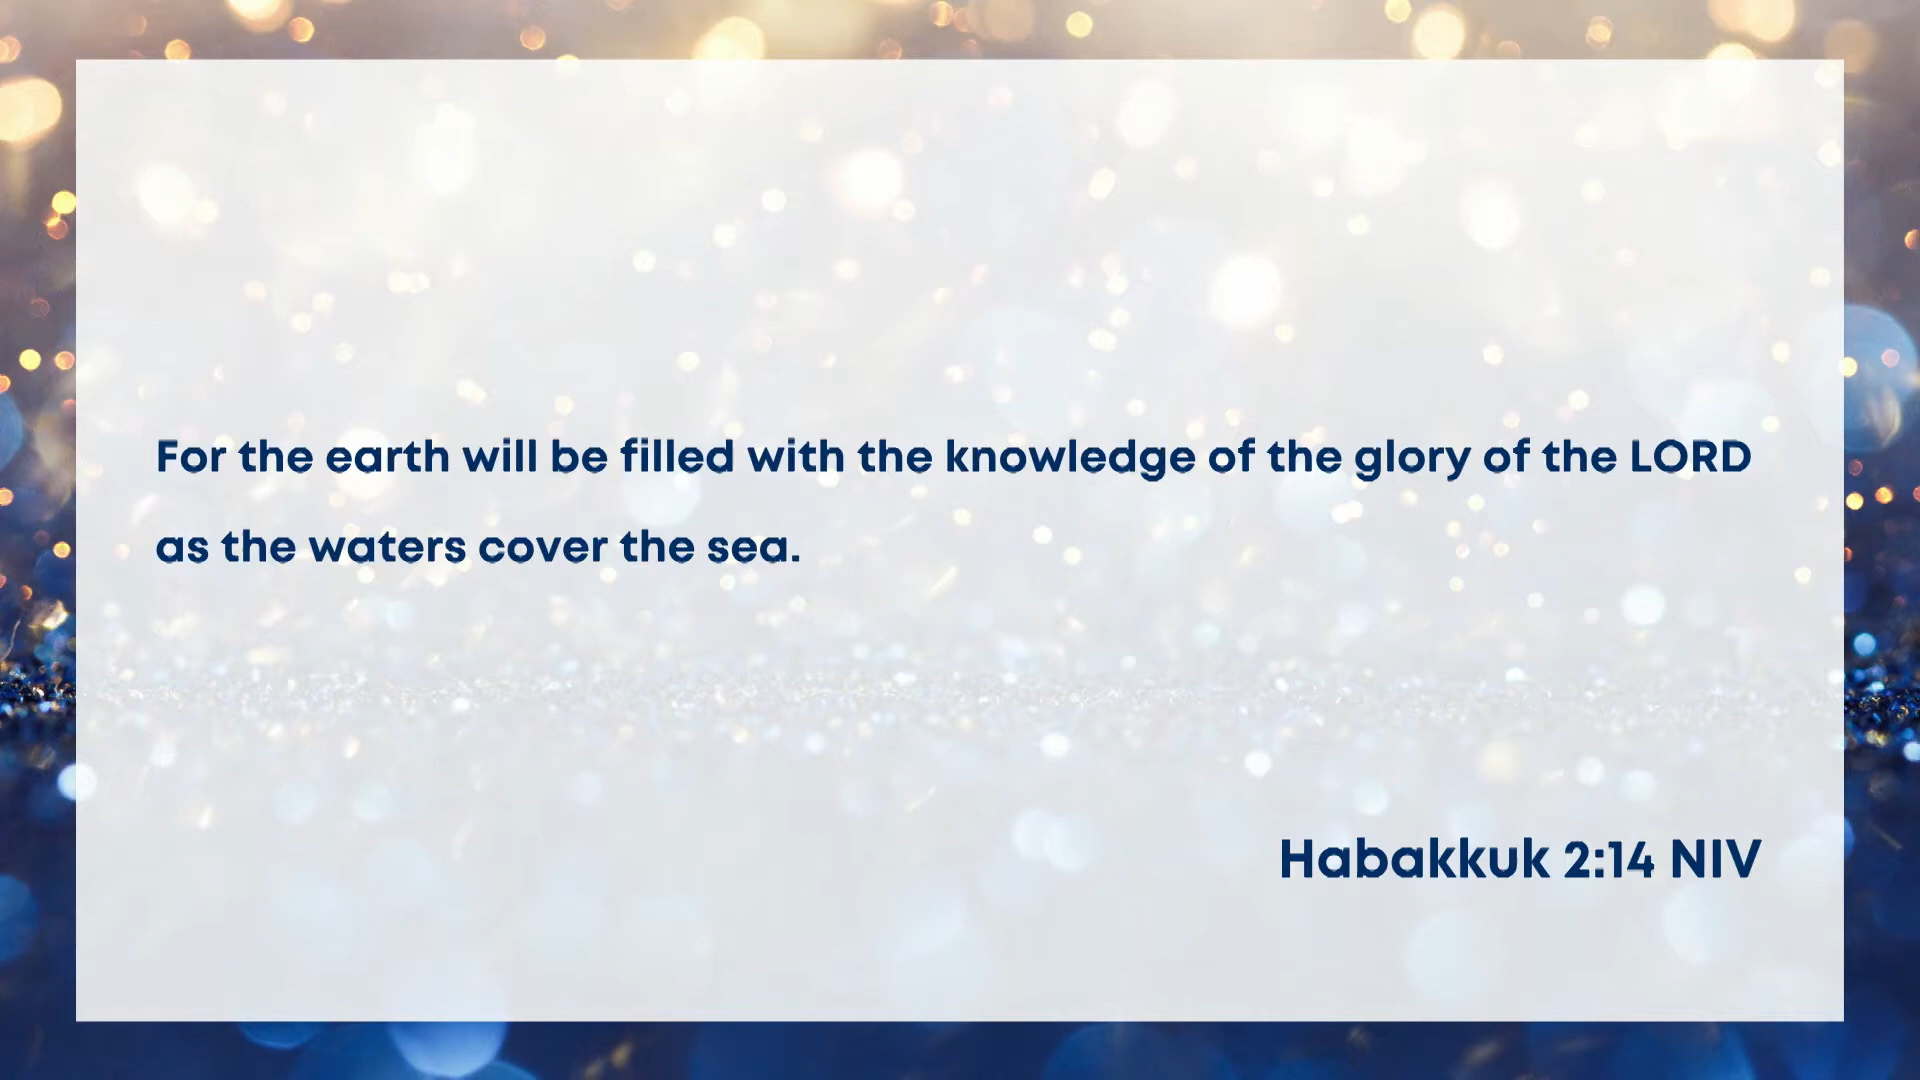 For the earth will be filled with the knowledge of the glory of the LORD
as the waters cover the sea.
Habakkuk 2:14 NIV